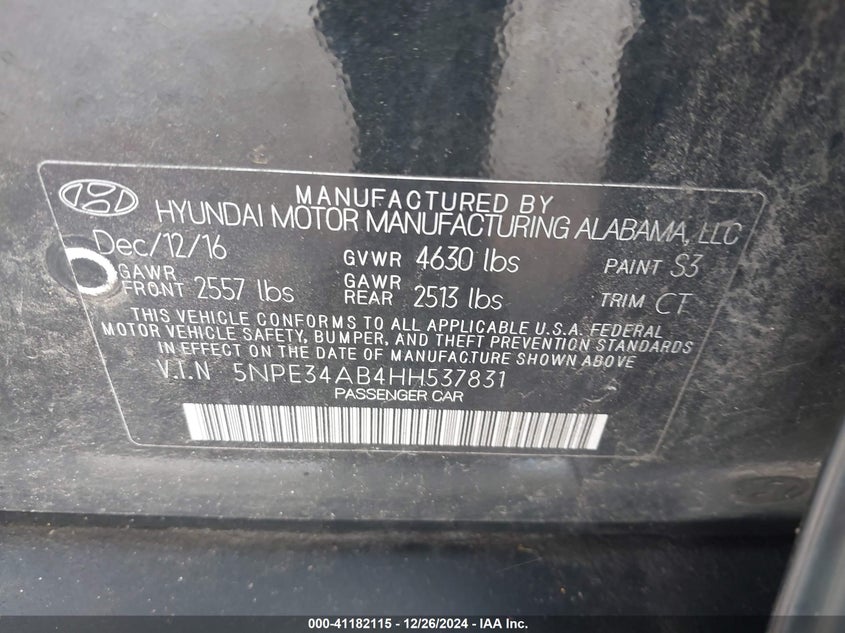 MANUFACTURED BY
HYUNDAI MOTOR MANUFACTURING ALABAMA, LLC
Dec/12/16 GVWR 4630 lbs PAINT S3
GAWR FRONT 2557 lbs GAWR REAR 2513 lbs TRIM CT
THIS VEHICLE CONFORMS TO ALL APPLICABLE U.S.A. FEDERAL
MOTOR VEHICLE SAFETY, BUMPER, AND THEFT PREVENTION STANDARDS
IN EFFECT ON THE DATE OF MANUFACTURE SHOWN ABOVE
V.I.N 5NPE34AB4HH537831
PASSENGER CAR
000-41182115 - 12/26/2024 - IAA Inc.